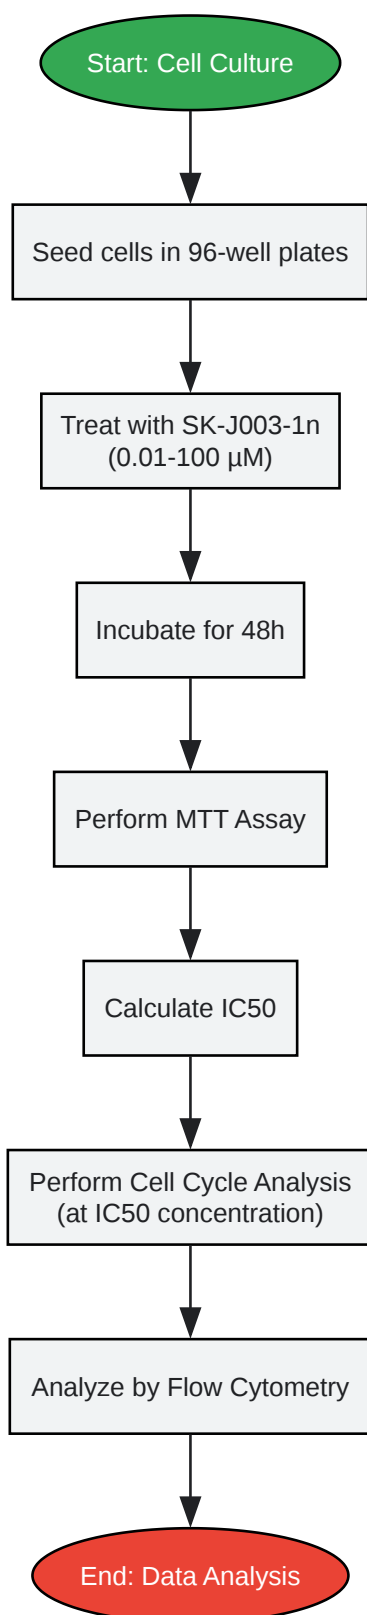 Start: Cell Culture
Seed cells in 96-well plates
Treat with SK-J003-1n
(0.01-100 µM)
Incubate for 48h
Perform MTT Assay
Calculate IC50
Perform Cell Cycle Analysis
(at IC50 concentration)
Analyze by Flow Cytometry
End: Data Analysis